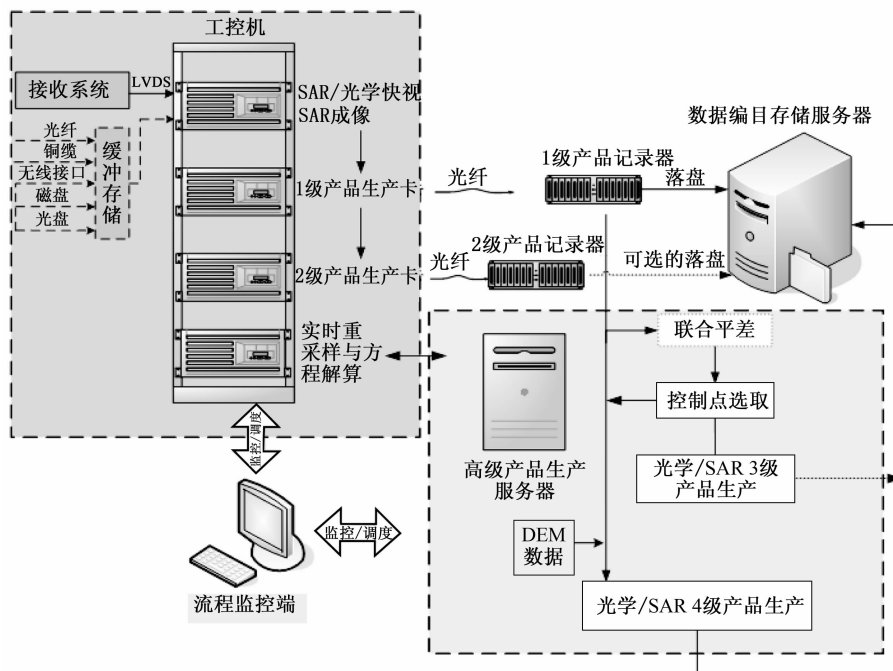 工控机
接收系统
LVDS
SAR/光学快视
SAR成像
光纤
铜缆
无线接口
磁盘
光盘
缓冲存储
1级产品生产卡
光纤
1级产品记录器
落盘
数据编目存储服务器
2级产品生产卡
光纤
2级产品记录器
可选的落盘
实时重
采样与方
程解算
联合平差
控制点选取
光学/SAR 3级
产品生产
高级产品生产
服务器
监控/调度
监控/调度
DEM
数据
流程监控端
光学/SAR 4级产品生产